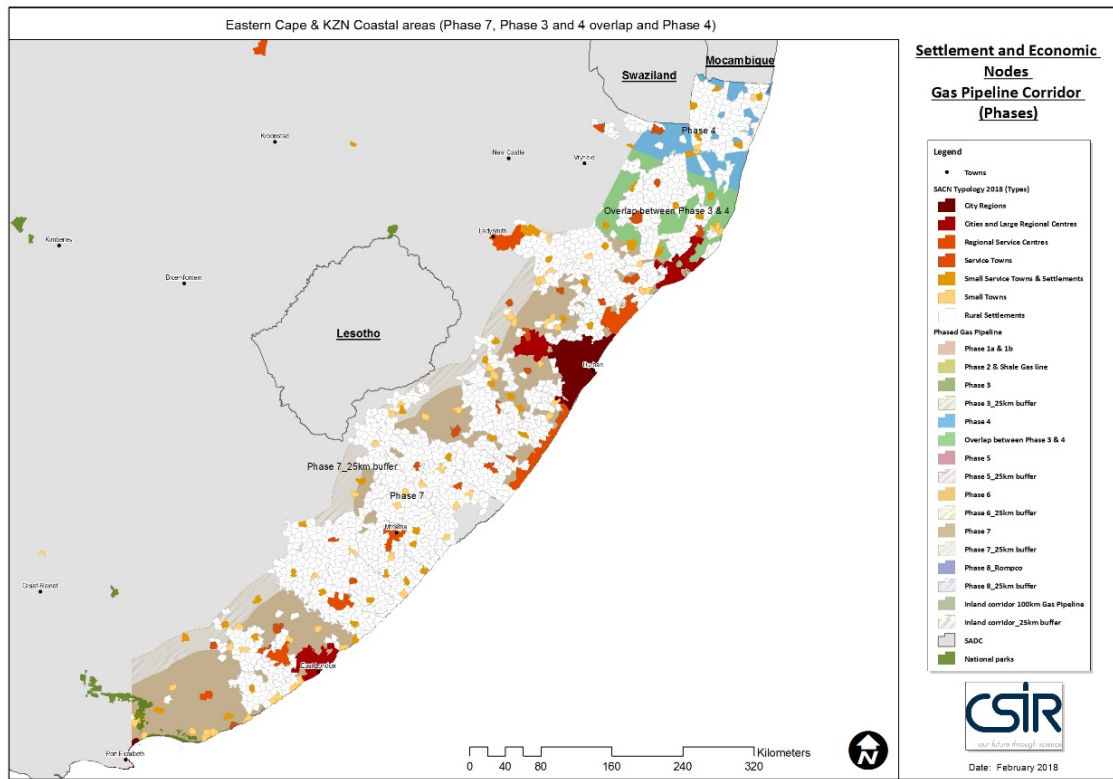 Eastern Cape & KZN Coastal areas (Phase 7, Phase 3 and 4 overlap and Phase 4)
Settlement and Economic
Nodes
Gas Pipeline Corridor
(Phases)
Legend
Towns
SACN Typology 2018 (Types)
City Regions
Cities and Large Regional Centres
Regional Service Centres
Service Towns
Small Service Towns & Settlements
Small Towns
Rural Settlements
Phased Gas Pipeline
Phase 1a & 1b
Phase 2 & Shale Gas line
Phase 3
Phase 3_25km buffer
Phase 4
Overlap between Phase 3 & 4
Phase 5
Phase 5_25km buffer
Phase 6
Phase 6_25km buffer
Phase 7
Phase 7_25km buffer
Phase 8_Rompco
Phase 8_25km buffer
Inland corridor 100km Gas Pipeline
Inland corridor_25km buffer
SADC
National parks
CSIR
our future through science
Date: February 2018
Mocambique
Swaziland
Phase 4
Kroonstad
New Castle
Vryheid
Overlap between Phase 3 & 4
Ladysmith
Kimberley
Lesotho
Durban
Phase 7_25km buffer
Phase 7
Mthatha
Graaff-Reinet
East London
Port Elizabeth
Kilometers
0 40 80 160 240 320
N